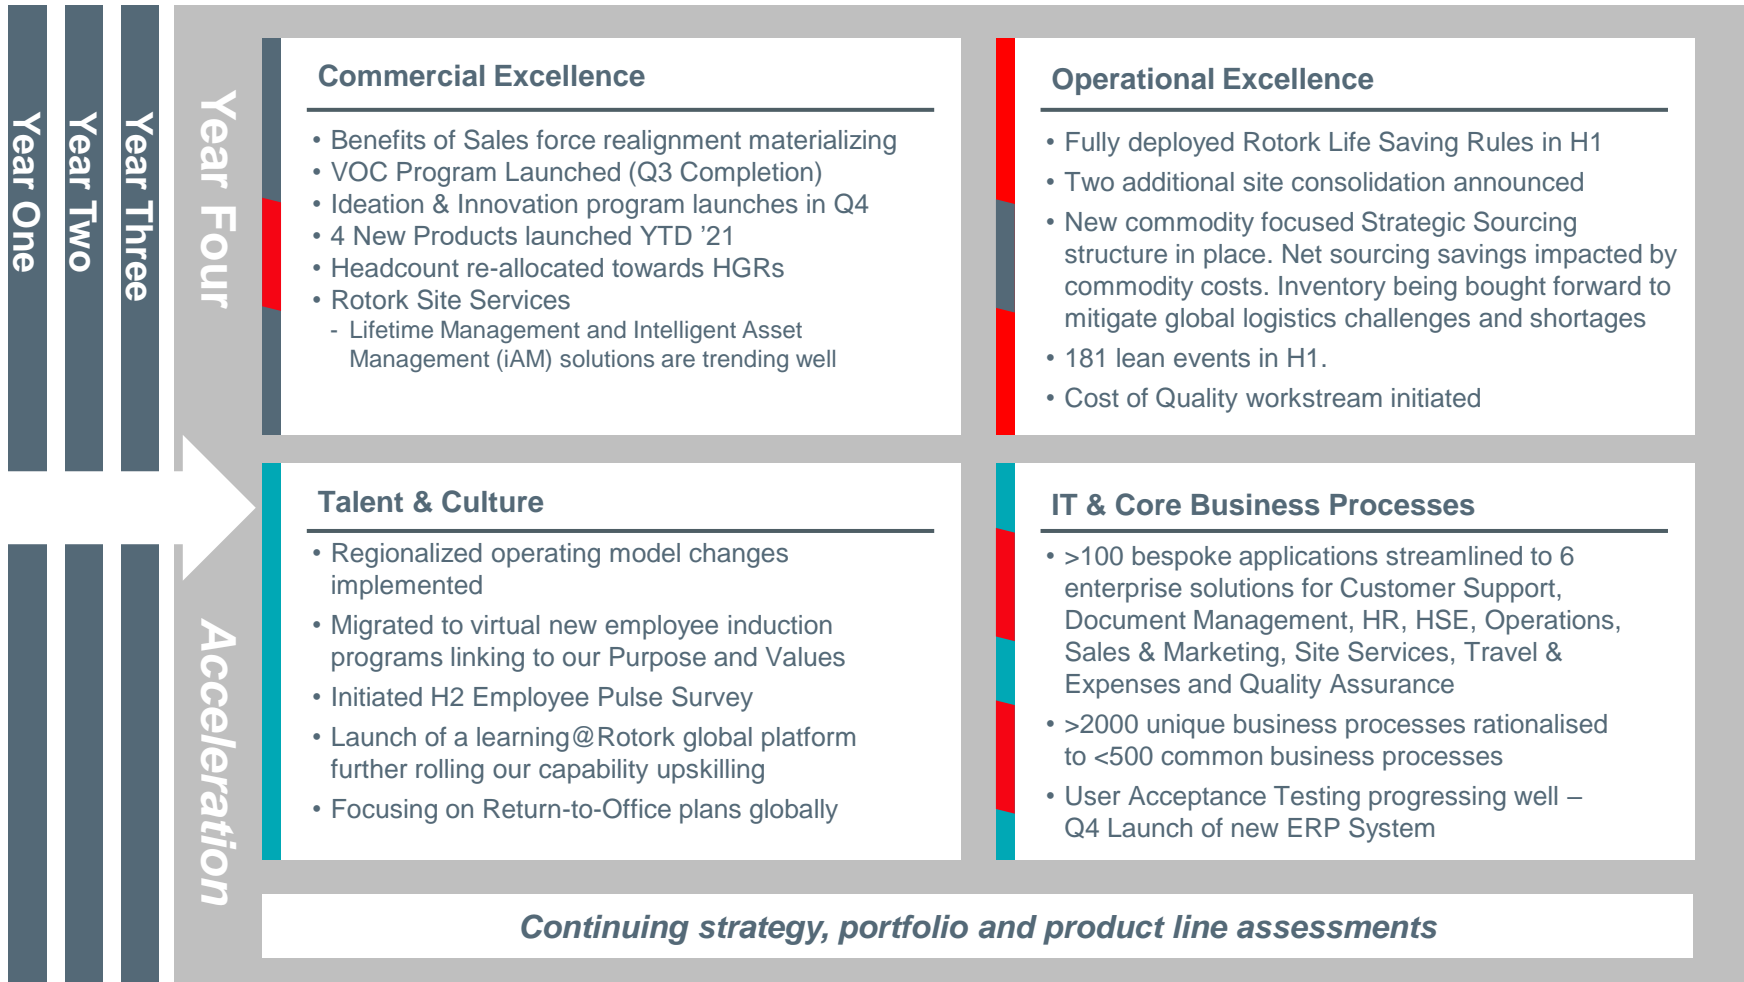 Year One
Year Two
Year Three
Year Four
Acceleration
Commercial Excellence
• Benefits of Sales force realignment materializing
• VOC Program Launched (Q3 Completion)
• Ideation & Innovation program launches in Q4
• 4 New Products launched YTD ’21
• Headcount re-allocated towards HGRs
• Rotork Site Services
- Lifetime Management and Intelligent Asset
Management (iAM) solutions are trending well
Operational Excellence
• Fully deployed Rotork Life Saving Rules in H1
• Two additional site consolidation announced
• New commodity focused Strategic Sourcing
structure in place. Net sourcing savings impacted by
commodity costs. Inventory being bought forward to
mitigate global logistics challenges and shortages
• 181 lean events in H1.
• Cost of Quality workstream initiated
Talent & Culture
• Regionalized operating model changes
implemented
• Migrated to virtual new employee induction
programs linking to our Purpose and Values
• Initiated H2 Employee Pulse Survey
• Launch of a learning@Rotork global platform
further rolling our capability upskilling
• Focusing on Return-to-Office plans globally
IT & Core Business Processes
• >100 bespoke applications streamlined to 6
enterprise solutions for Customer Support,
Document Management, HR, HSE, Operations,
Sales & Marketing, Site Services, Travel &
Expenses and Quality Assurance
• >2000 unique business processes rationalised
to <500 common business processes
• User Acceptance Testing progressing well –
Q4 Launch of new ERP System
Continuing strategy, portfolio and product line assessments